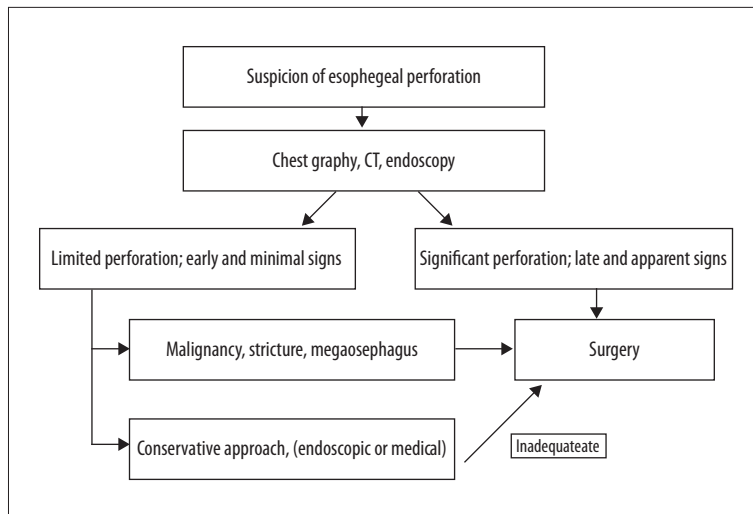 Suspicion of esophegeal perforation
Chest graphy, CT, endoscopy
Limited perforation; early and minimal signs
Significant perforation; late and apparent signs
Malignancy, stricture, megaosephagus
Surgery
Conservative approach, (endoscopic or medical)
Inadequateate